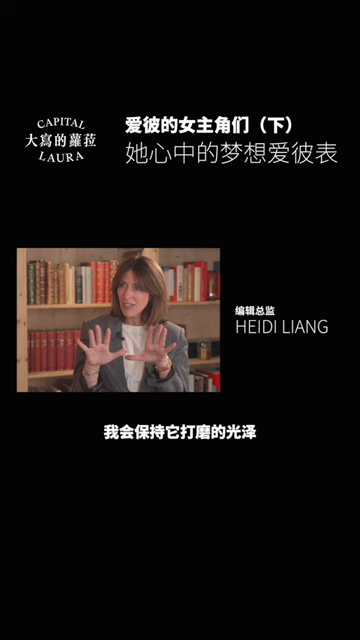 CAPITAL
大寫的蘿菈
LAURA
爱彼的女主角们（下）
她心中的梦想爱彼表
编辑总监
HEIDI LIANG
我会保持它打磨的光泽